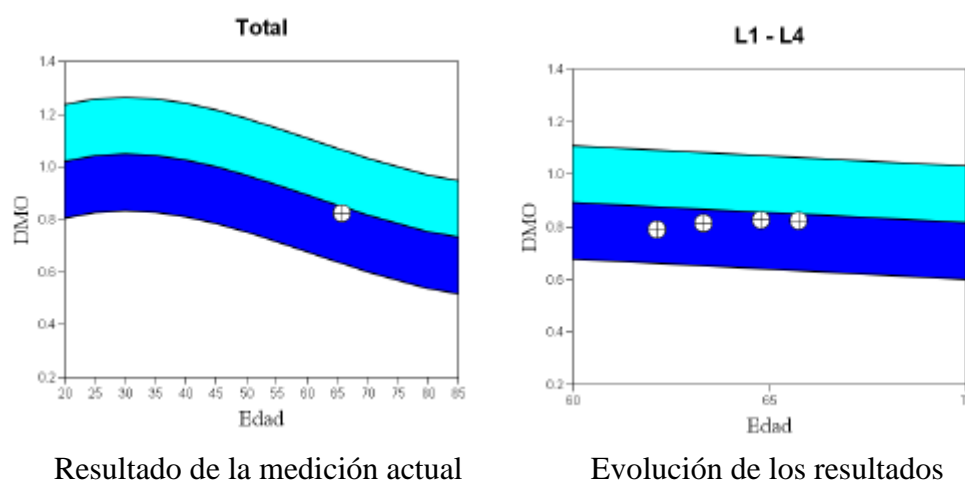 Total
1.4
1.2
1.0
0.8
0.6
0.4
0.2
DMO
20 25 30 35 40 45 50 55 60 65 70 75 80 85
Edad
Resultado de la medición actual
L1 - L4
1.4
1.2
1.0
0.8
0.6
0.4
0.2
DMO
60 65
Edad
Evolución de los resultados